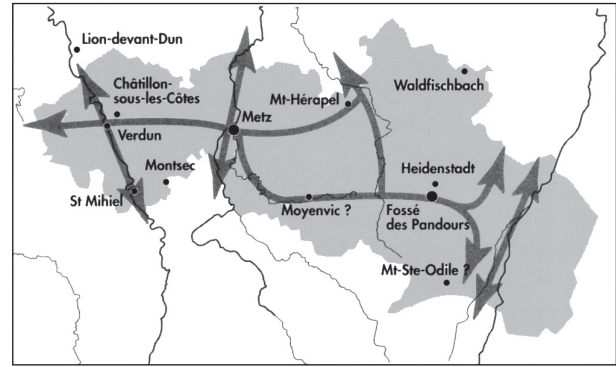 Lion-devant-Dun
Châtillon-
sous-les-Côtes
Verdun
Montsec
St Mihiel
Metz
Mt-Hérapel
Waldfischbach
Heidenstadt
Moyenvic ?
Fossé
des Pandours
Mt-Ste-Odile ?